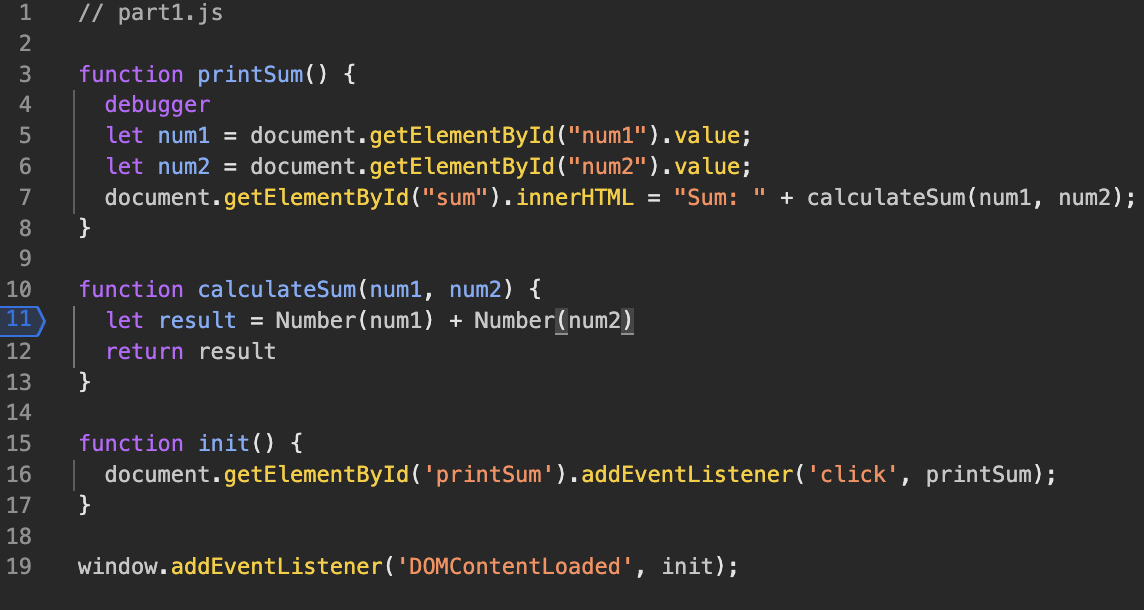 1 // part1.js
2
3 function printSum() {
4 debugger
5 let num1 = document.getElementById("num1").value;
6 let num2 = document.getElementById("num2").value;
7 document.getElementById("sum").innerHTML = "Sum: " + calculateSum(num1, num2);
8 }
9
10 function calculateSum(num1, num2) {
11 let result = Number(num1) + Number(num2)
12 return result
13 }
14
15 function init() {
16 document.getElementById('printSum').addEventListener('click', printSum);
17 }
18
19 window.addEventListener('DOMContentLoaded', init);